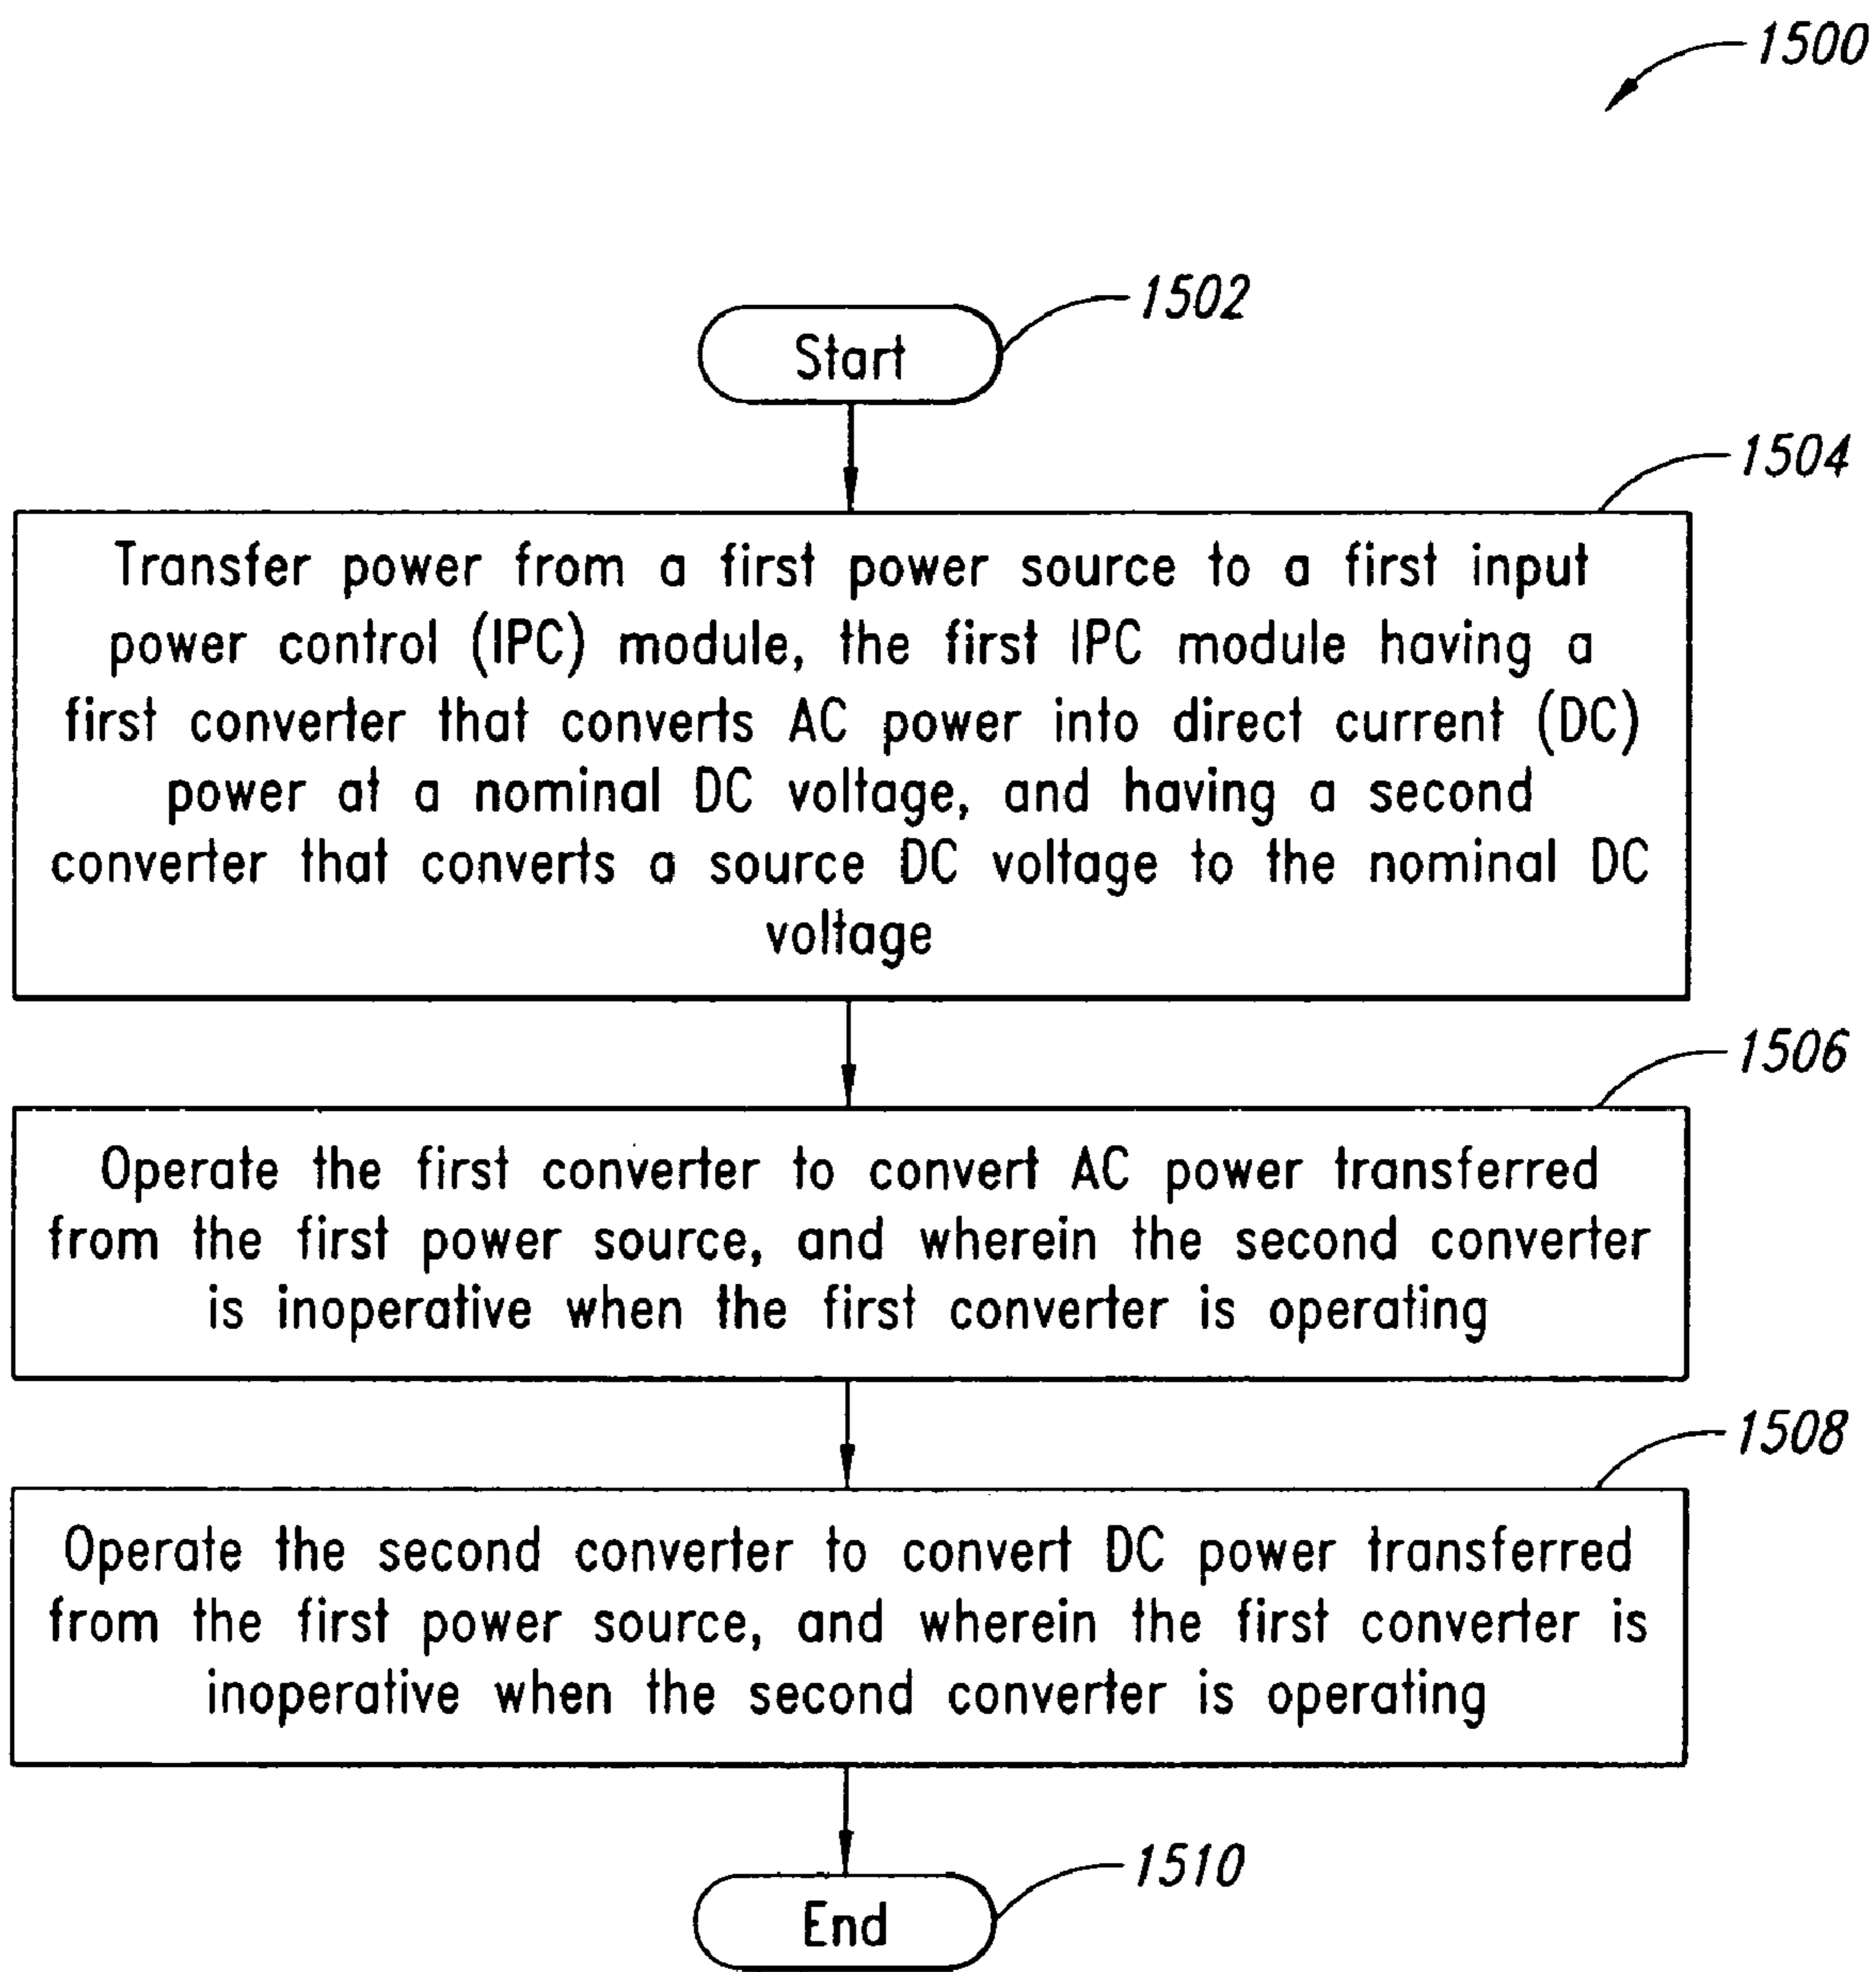 1500
1502
Start
1504
Transfer power from a first power source to a first input
power control (IPC) module, the first IPC module having a
first converter that converts AC power into direct current (DC)
power at a nominal DC voltage, and having a second
converter that converts a source DC voltage to the nominal DC
voltage
1506
Operate the first converter to convert AC power transferred
from the first power source, and wherein the second converter
is inoperative when the first converter is operating
1508
Operate the second converter to convert DC power transferred
from the first power source, and wherein the first converter is
inoperative when the second converter is operating
1510
End